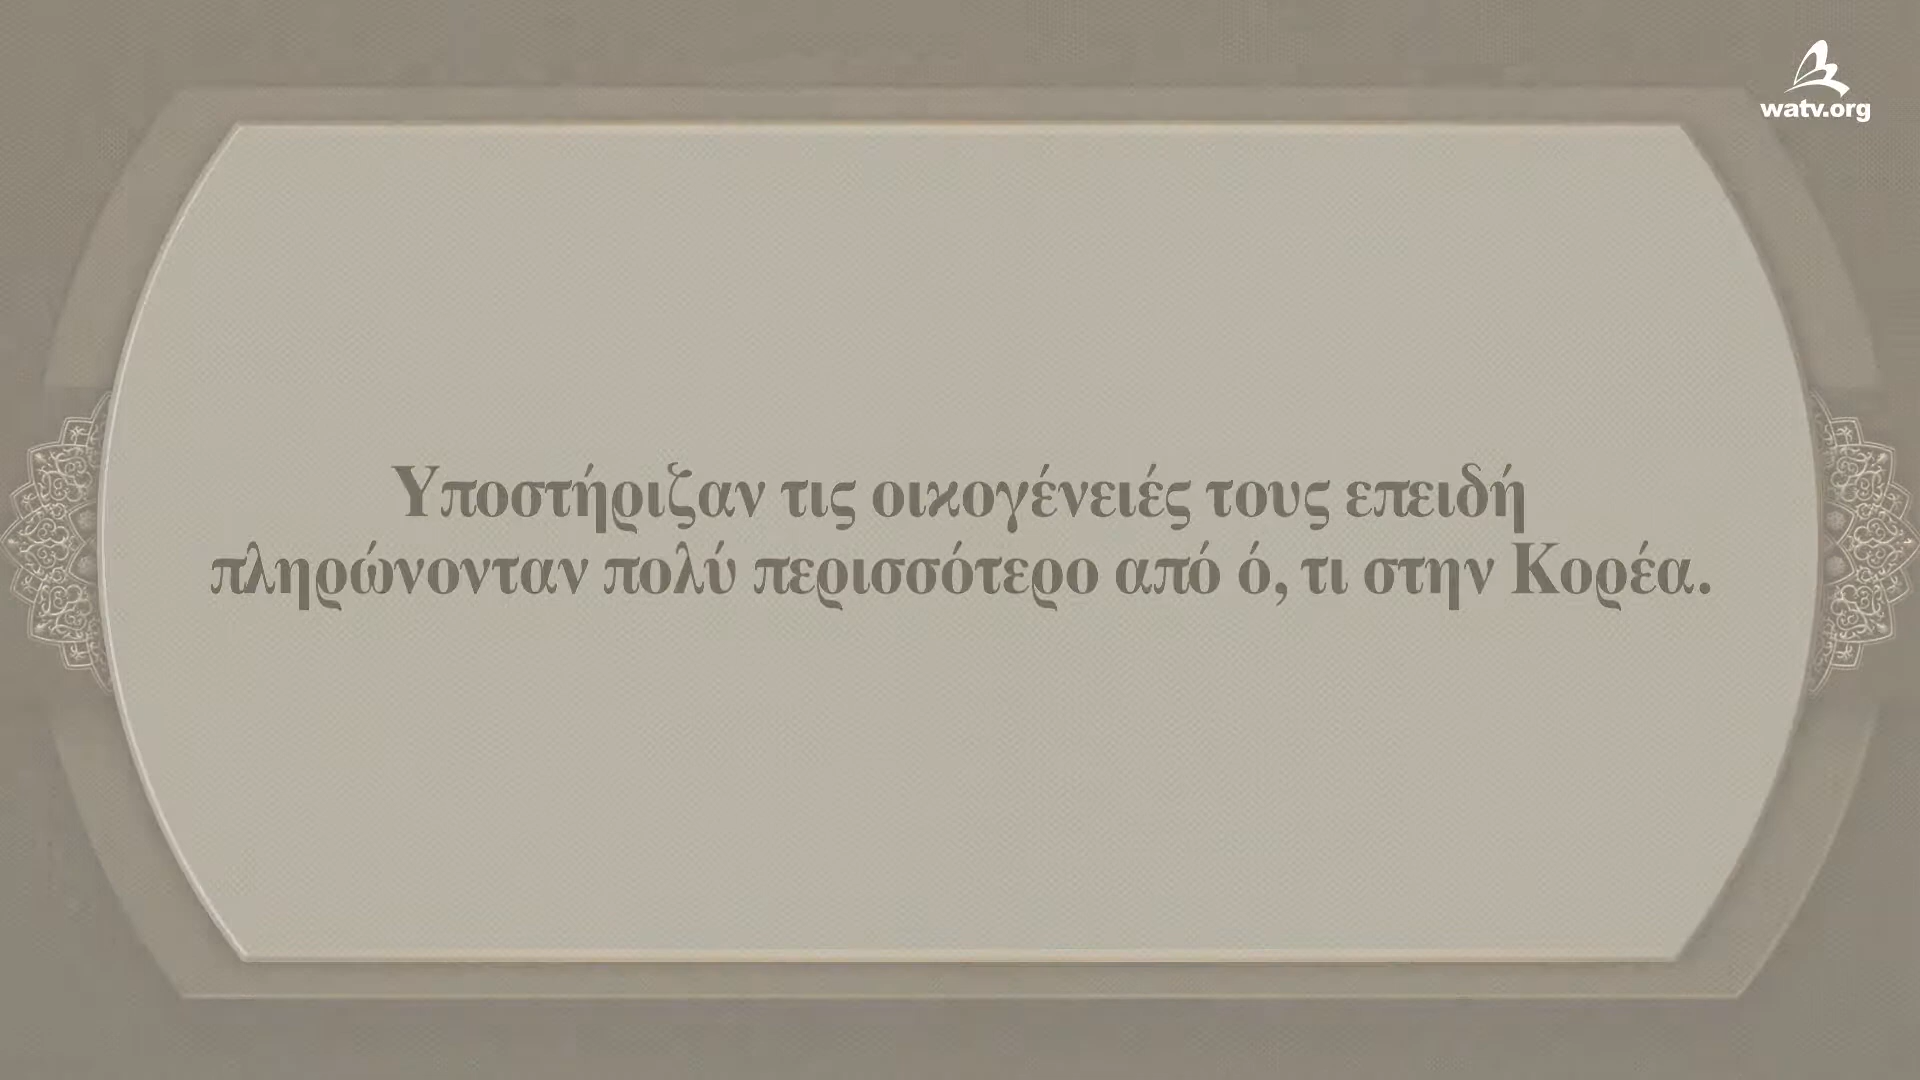 watv.org
Υποστήριζαν τις οικογένειές τους επειδή
πληρώνονταν πολύ περισσότερο από ό, τι στην Κορέα.